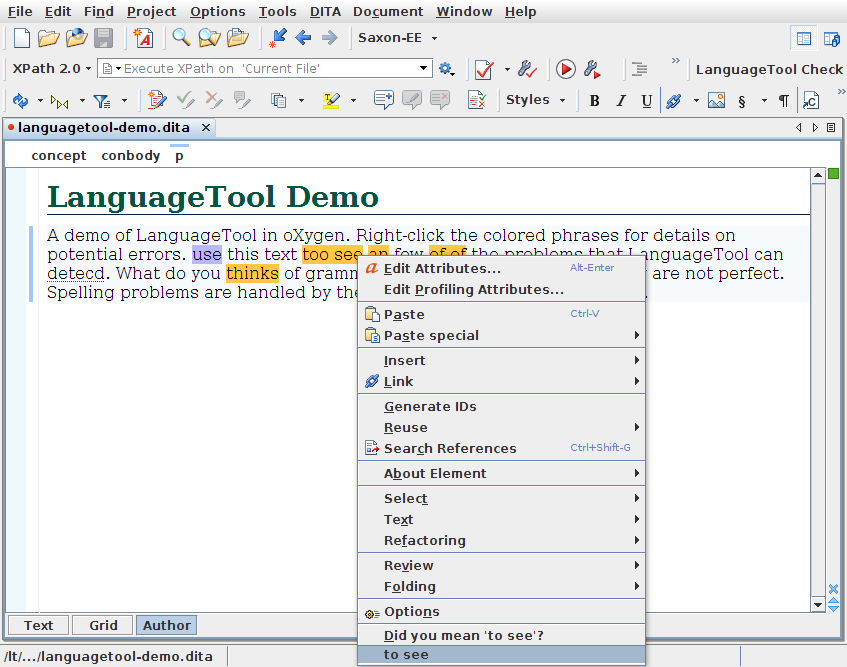 File Edit Find Project Options Tools DITA Document Window Help
Saxon-EE
XPath 2.0 Execute XPath on 'Current File' LanguageTool Check
Styles B I U § ¶
languagetool-demo.dita
concept conbody p
LanguageTool Demo
A demo of LanguageTool in oXygen. Right-click the colored phrases for details on
potential errors. use this text too see an few of of the problems that LanguageTool can
detecd. What do you thinks of are not perfect.
Spelling problems are handled by the
Edit Attributes... Alt-Enter
Edit Profiling Attributes...
Paste Ctrl-V
Paste special
Insert
Link
Generate IDs
Reuse
Search References Ctrl+Shift-G
About Element
Select
Text
Refactoring
Review
Folding
Options
Did you mean 'to see'?
to see
Text Grid Author
/lt/.../languagetool-demo.dita